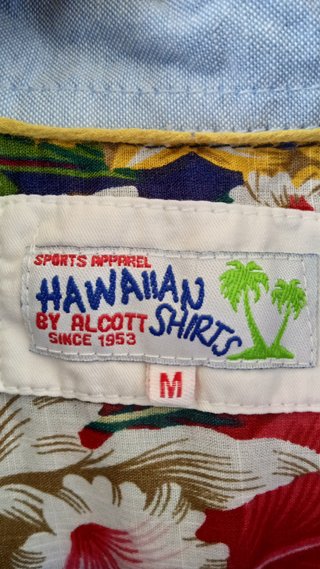 SPORTS APPAREL
HAWAIIAN
BY ALCOTT SHIRTS
SINCE 1953
M